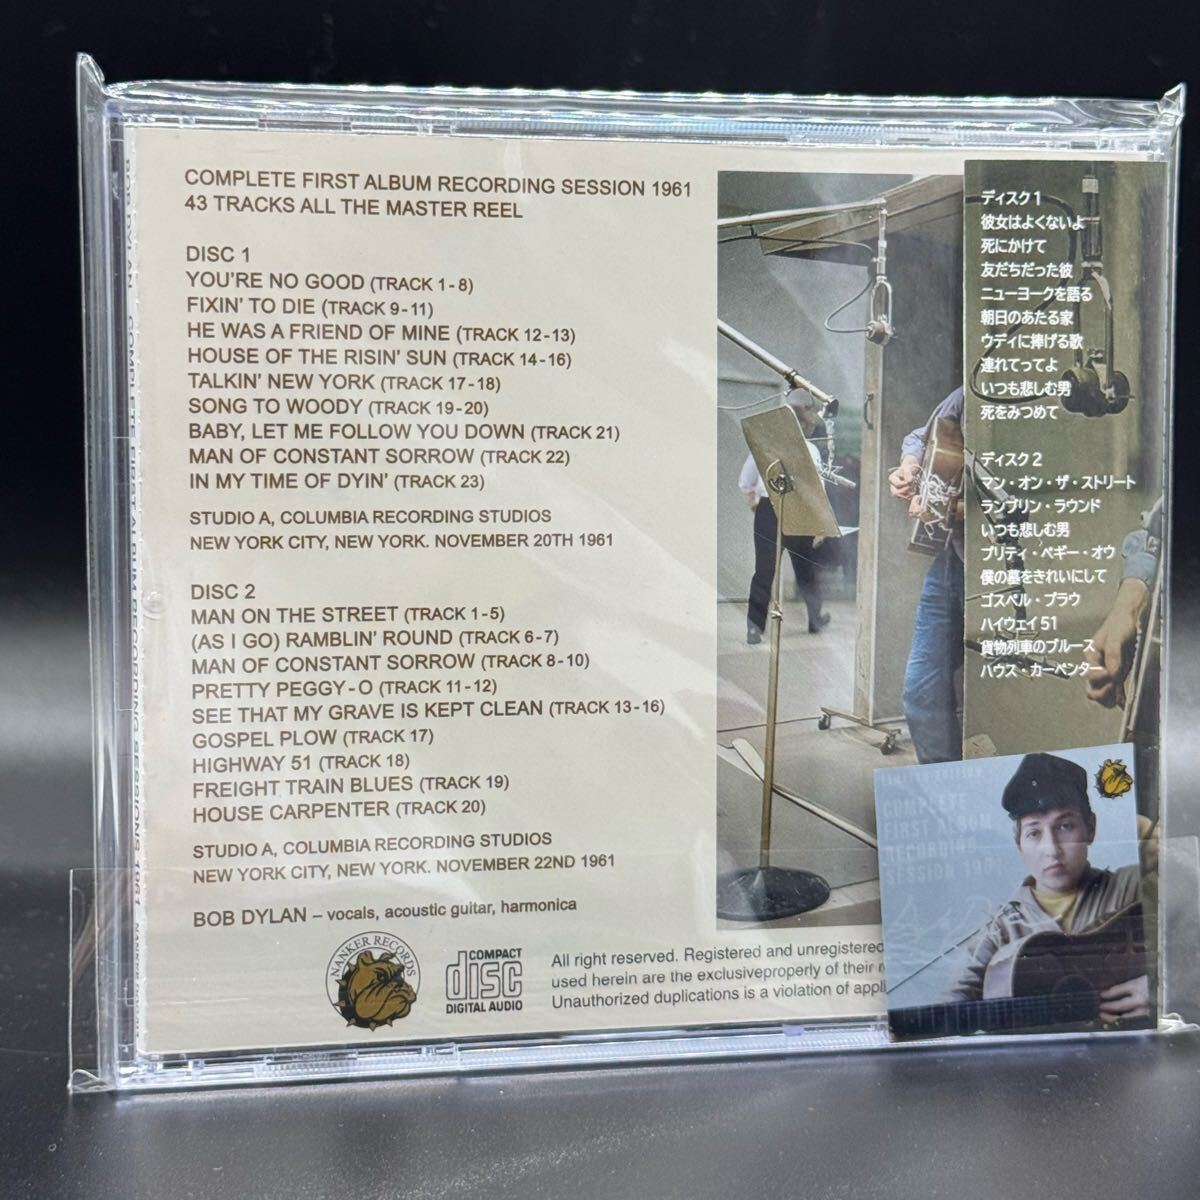 COMPLETE FIRST ALBUM RECORDING SESSION 1961
43 TRACKS ALL THE MASTER REEL
DISC 1
YOU'RE NO GOOD (TRACK 1-8)
FIXIN' TO DIE (TRACK 9-11)
HE WAS A FRIEND OF MINE (TRACK 12-13)
HOUSE OF THE RISIN' SUN (TRACK 14-16)
TALKIN' NEW YORK (TRACK 17-18)
SONG TO WOODY (TRACK 19-20)
BABY, LET ME FOLLOW YOU DOWN (TRACK 21)
MAN OF CONSTANT SORROW (TRACK 22)
IN MY TIME OF DYIN' (TRACK 23)
STUDIO A, COLUMBIA RECORDING STUDIOS
NEW YORK CITY, NEW YORK. NOVEMBER 20TH 1961
DISC 2
MAN ON THE STREET (TRACK 1-5)
(AS I GO) RAMBLIN' ROUND (TRACK 6-7)
MAN OF CONSTANT SORROW (TRACK 8-10)
PRETTY PEGGY-O (TRACK 11-12)
SEE THAT MY GRAVE IS KEPT CLEAN (TRACK 13-16)
GOSPEL PLOW (TRACK 17)
HIGHWAY 51 (TRACK 18)
FREIGHT TRAIN BLUES (TRACK 19)
HOUSE CARPENTER (TRACK 20)
STUDIO A, COLUMBIA RECORDING STUDIOS
NEW YORK CITY, NEW YORK. NOVEMBER 22ND 1961
BOB DYLAN – vocals, acoustic guitar, harmonica
NANKER RECORDS
COMPACT
disc
DIGITAL AUDIO
All right reserved. Registered and unregistered
used herein are the exclusiveproperly of their
Unauthorized duplications is a violation of
ディスク1
彼女はよくないよ
死にかけて
友だちだった彼
ニューヨークを語る
朝日のあたる家
ウディに捧げる歌
連れてってよ
いつも悲しむ男
死をみつめて
ディスク2
マン・オン・ザ・ストリート
ランブリン・ラウンド
いつも悲しむ男
プリティ・ペギー・オウ
僕の墓をきれいにして
ゴスペル・プラウ
ハイウェイ51
貨物列車のブルース
ハウス・カーペンター
LIMITED EDITION
COMPLETE
FIRST ALBUM
RECORDING
SESSION
BOB DYLAN COMPLETE FIRST ALBUM RECORDING SESSIONS 1961